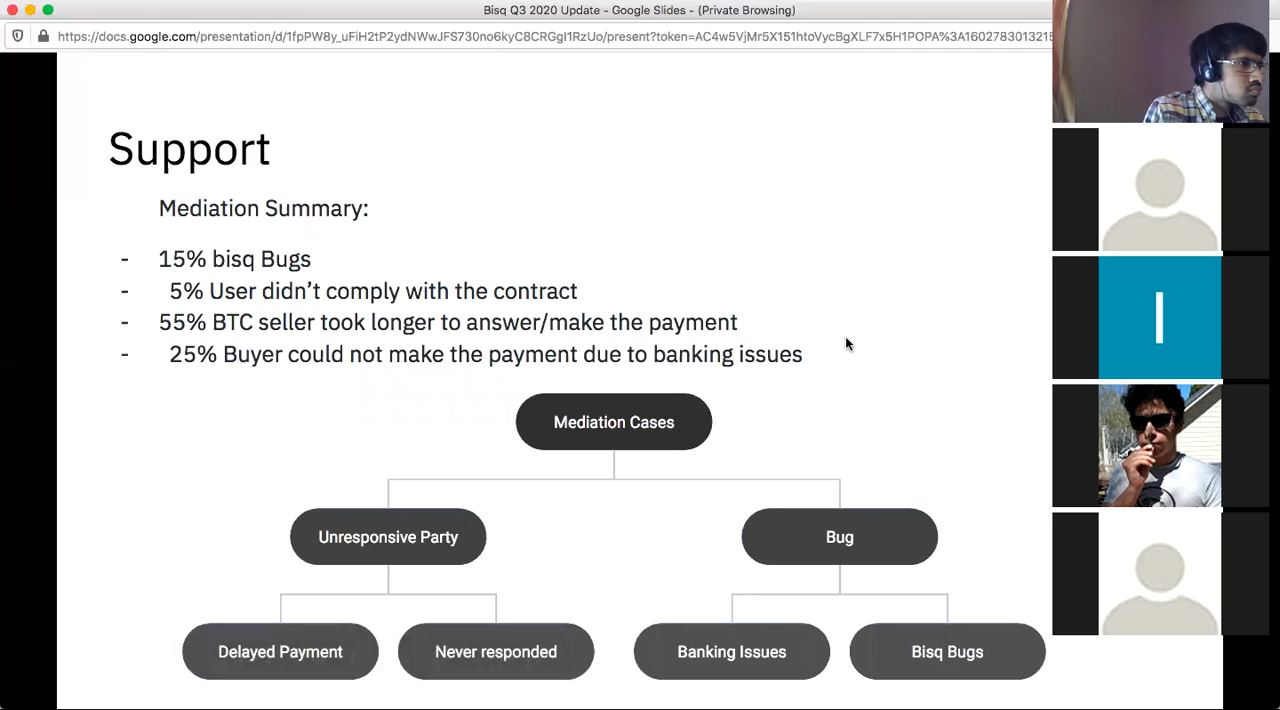 Bisq Q3 2020 Update - Google Slides - (Private Browsing)
https://docs.google.com/presentation/d/1fpPW8y_uFiH2tP2ydNWwJFS730no6kyC8CRGgI1RzUo/present?token=AC4w5VjMr5X151htoVycBgXLF7x5H1POPA%3A1602783013215
Support
Mediation Summary:
- 15% bisq Bugs
- 5% User didn’t comply with the contract
- 55% BTC seller took longer to answer/make the payment
- 25% Buyer could not make the payment due to banking issues
Mediation Cases
Unresponsive Party
Bug
Delayed Payment
Never responded
Banking Issues
Bisq Bugs
I